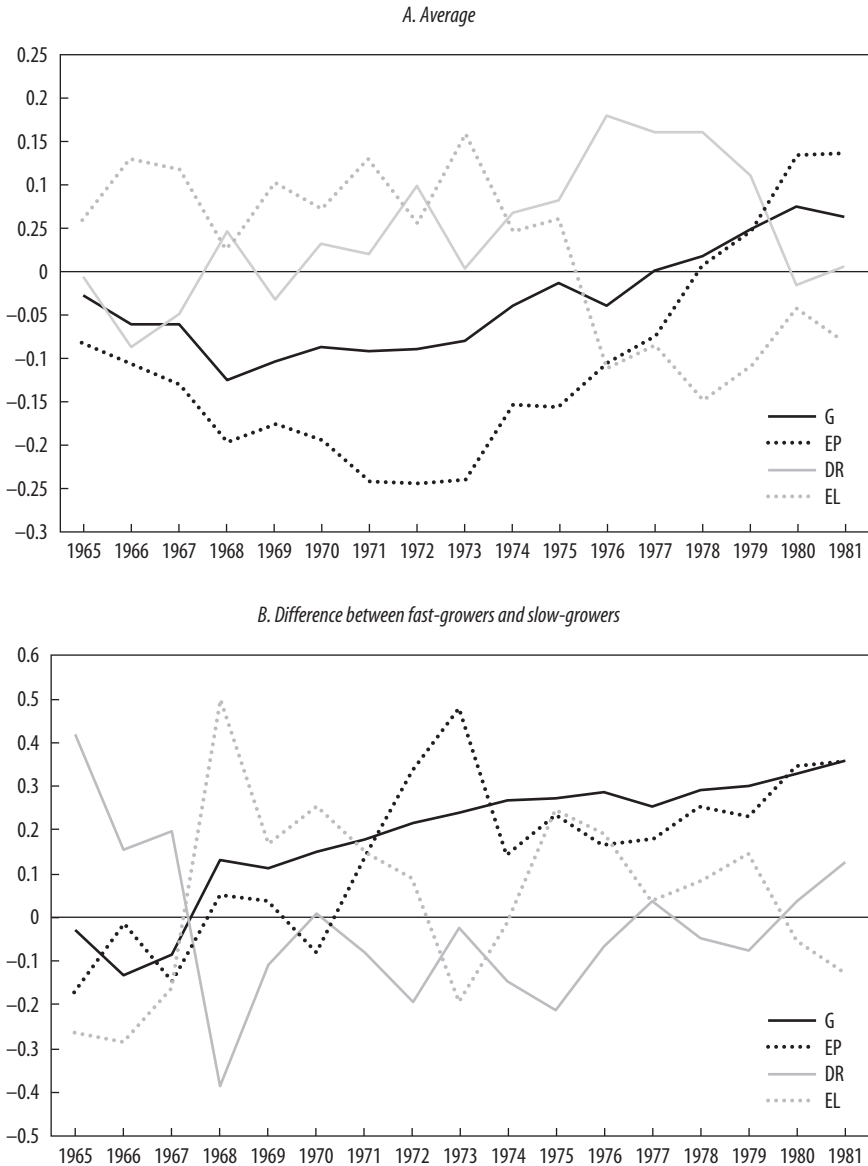 A. Average
0.25
0.2
0.15
0.1
0.25
0
–0.05
–0.1
–0.15
–0.2
–0.25
–0.3
G
EP
DR
EL
1965 1966 1967 1968 1969 1970 1971 1972 1973 1974 1975 1976 1977 1978 1979 1980 1981
B. Difference between fast-growers and slow-growers
0.6
0.5
0.4
0.3
0.2
0.1
0
–0.1
–0.2
–0.3
–0.4
–0.5
G
EP
DR
EL
1965 1966 1967 1968 1969 1970 1971 1972 1973 1974 1975 1976 1977 1978 1979 1980 1981